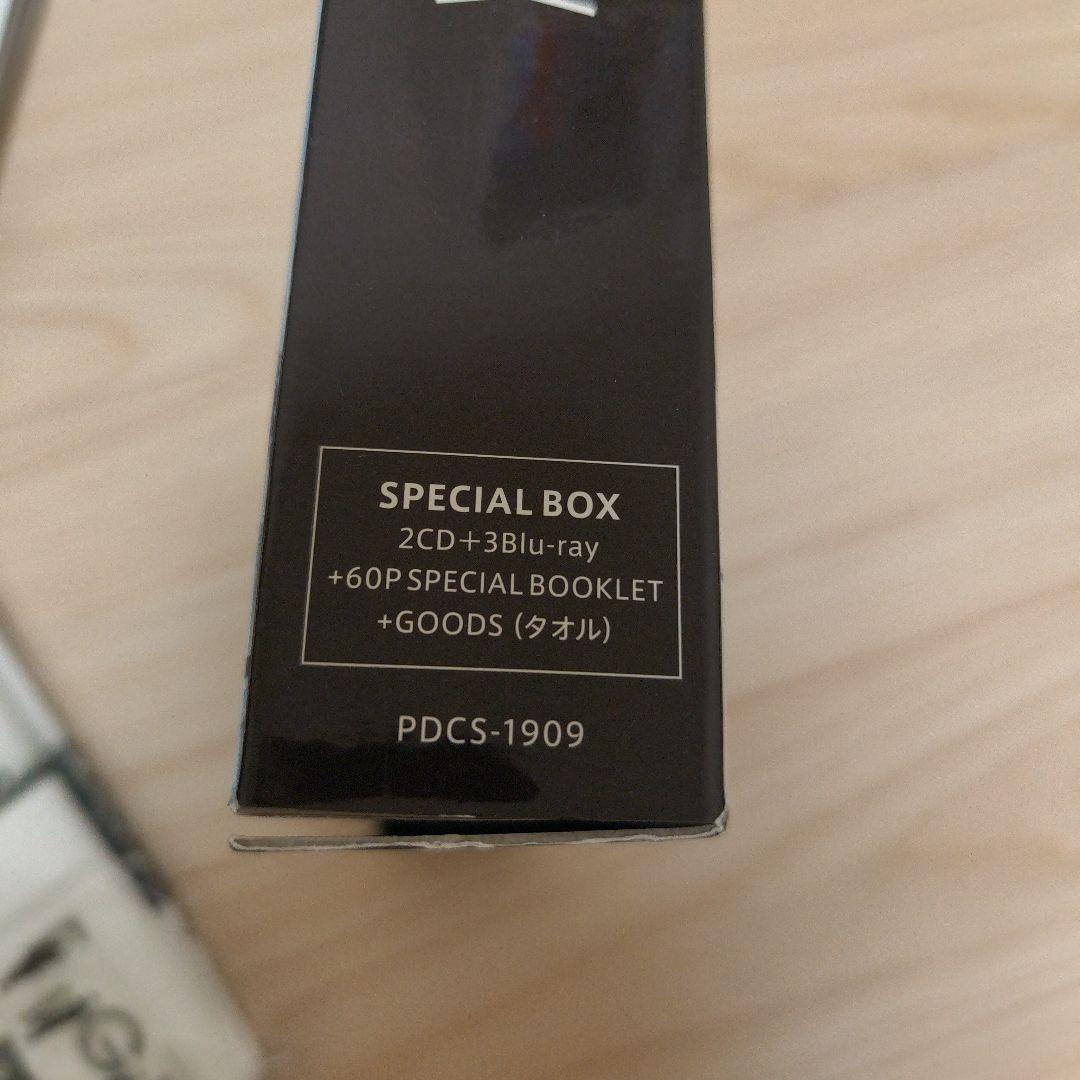 SPECIAL BOX
2CD+3Blu-ray
+60P SPECIAL BOOKLET
+GOODS (タオル)
PDCS-1909